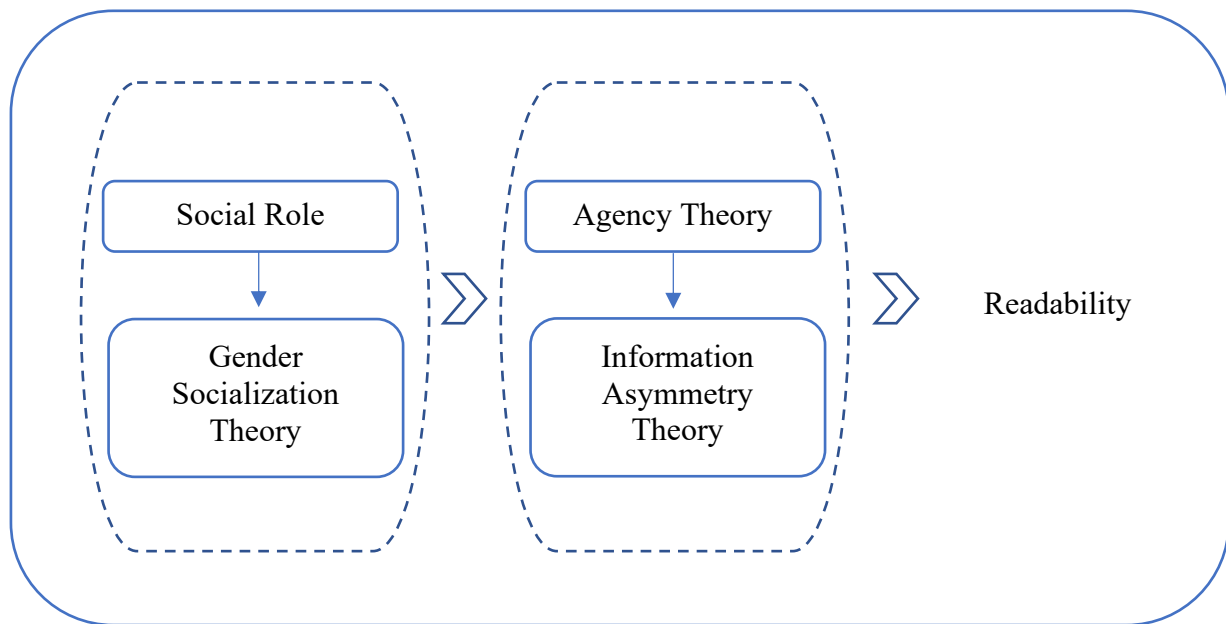 Social Role
Gender
Socialization
Theory
Agency Theory
Information
Asymmetry
Theory
Readability